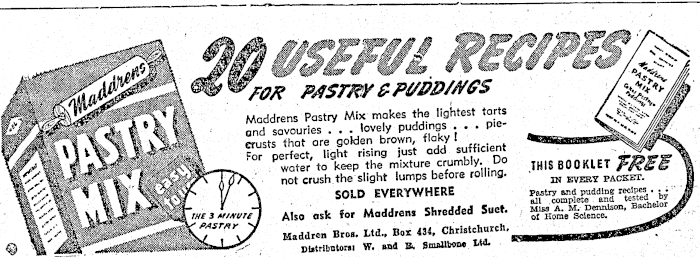 20 USEFUL RECIPES
FOR PASTRY & PUDDINGS
Maddrens
PASTRY
MIX
easy
to
THE 3 MINUTE
PASTRY
Maddrens Pastry Mix makes the lightest tarts
and savouries . . . lovely puddings . . . pie-
crusts that are golden brown, flaky !
For perfect, light rising just add sufficient
water to keep the mixture crumbly. Do
not crush the slight lumps before rolling.
SOLD EVERYWHERE
Also ask for Maddrens Shredded Suet.
Maddren Bros. Ltd., Box 434, Christchurch,
Distributors: W. and R. Smallbone Ltd.
Maddrens
PASTRY
MIX
THIS BOOKLET FREE
IN EVERY PACKET.
Pastry and pudding recipes . . .
all complete and tested by
Miss A. M. Dennison, Bachelor
of Home Science.